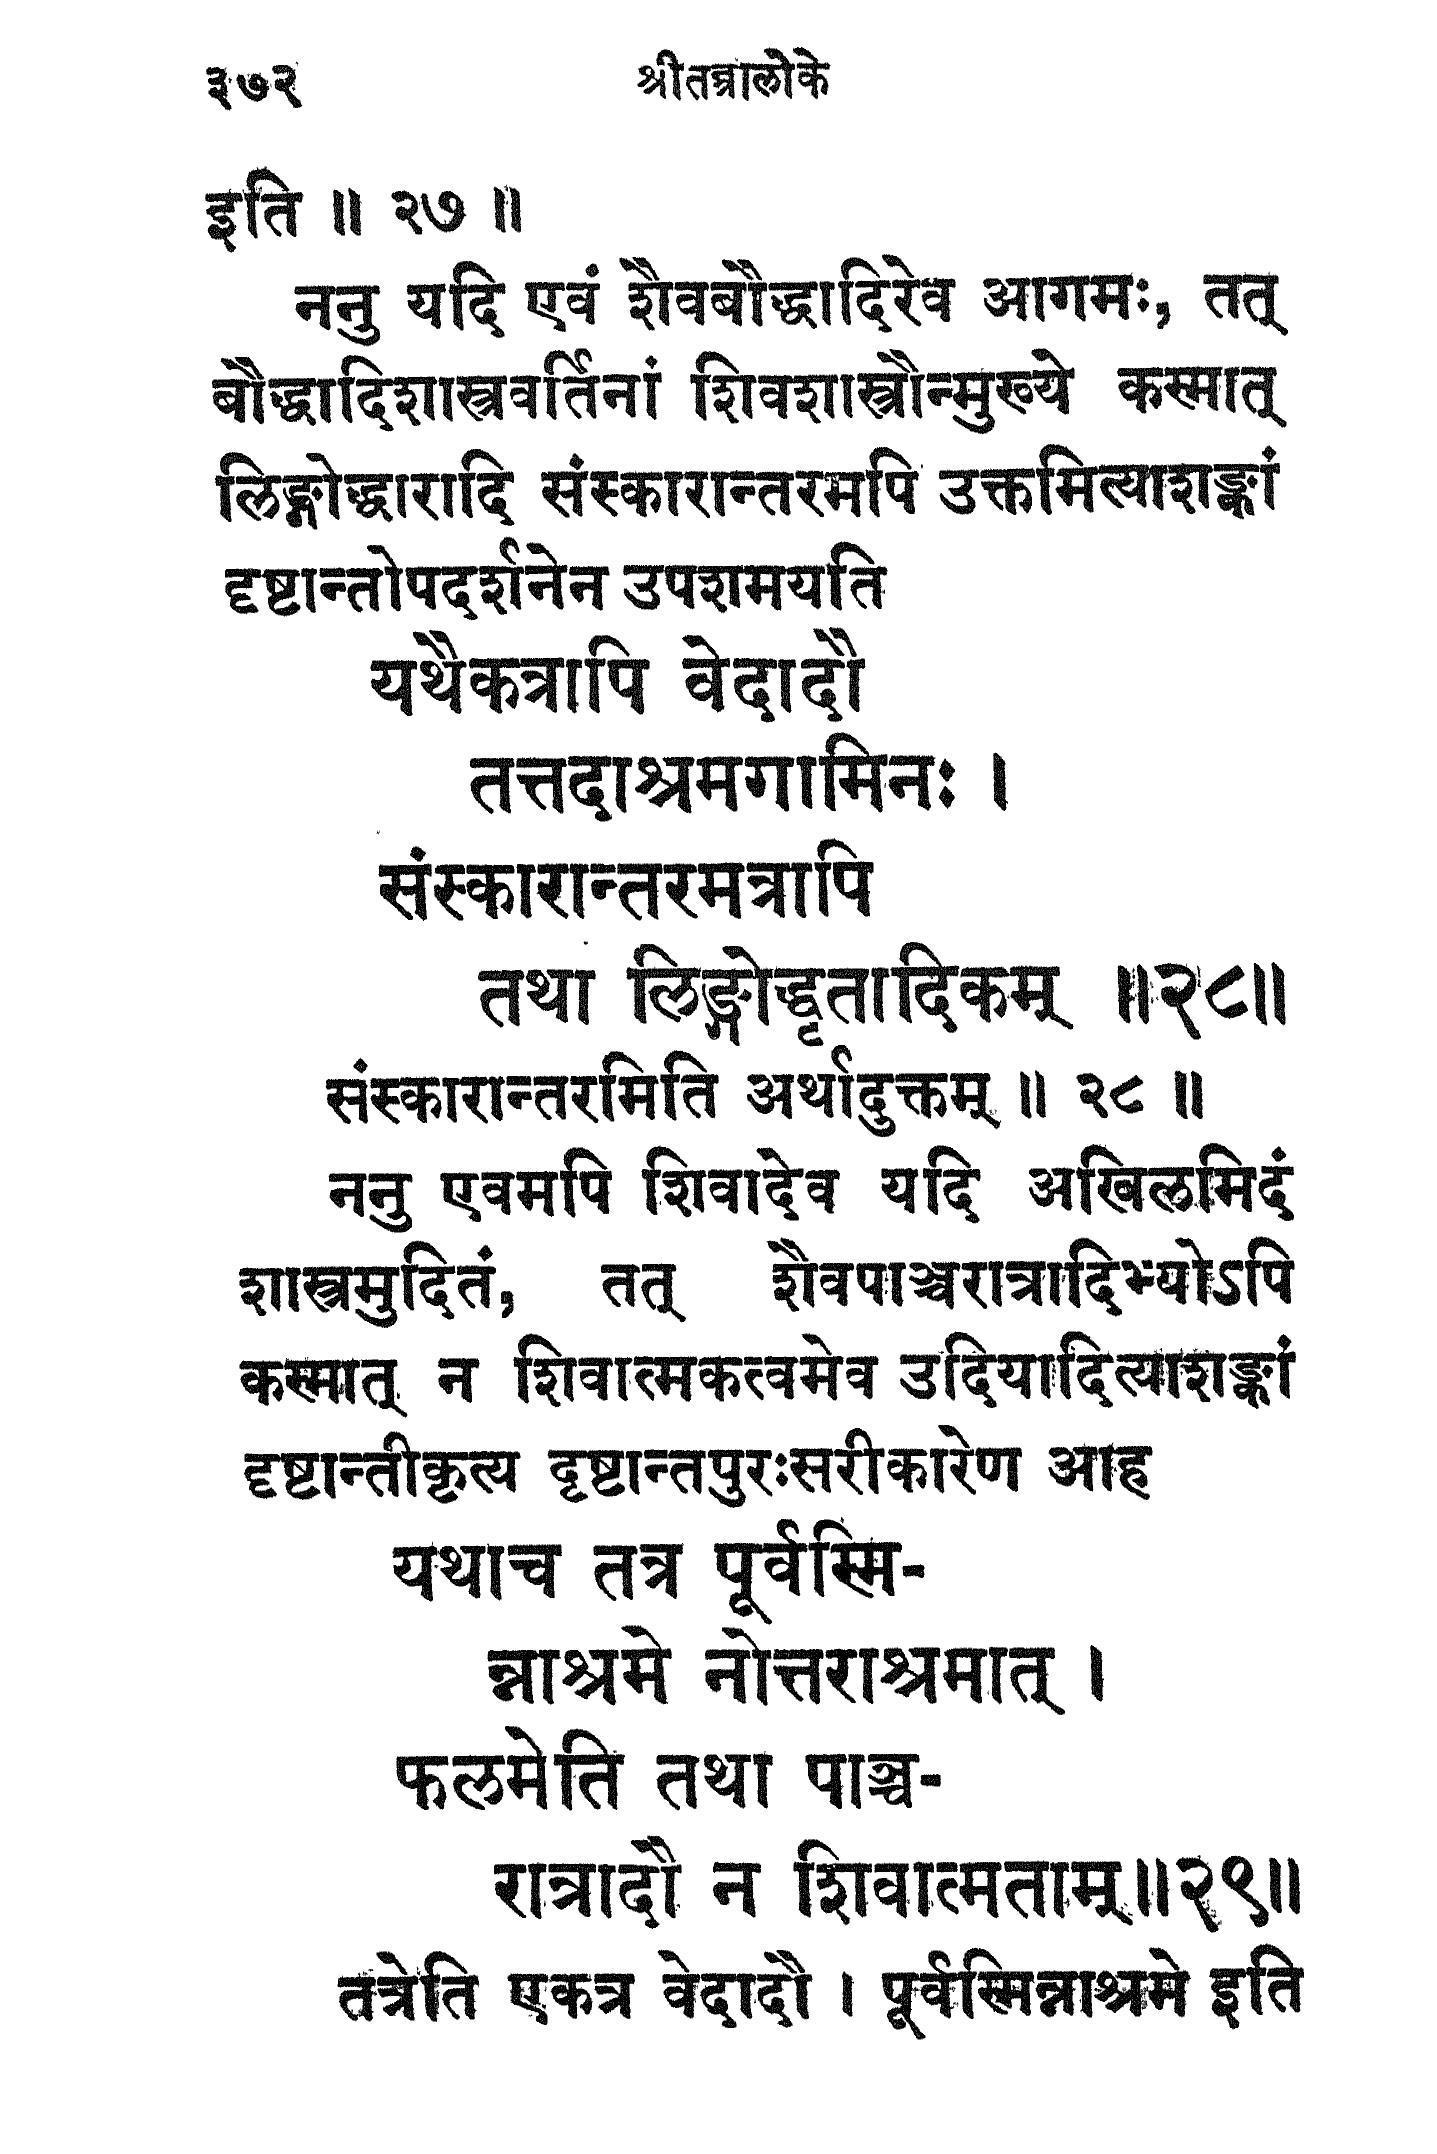 ३७२ श्रीतन्त्रालोके
इति ॥ २७ ॥
ननु यदि एवं शैवबौद्धादिरेव आगमः, तत्
बौद्धादिशास्त्रवर्तिनां शिवशास्त्रौन्मुख्ये कस्मात्
लिङ्गोद्धारादि संस्कारान्तरमपि उक्तमित्याशङ्कां
दृष्टान्तोपदर्शनेन उपशमयति
यथैकत्रापि वेदादौ
तत्तदाश्रमगामिनः ।
संस्कारान्तरमत्रापि
तथा लिङ्गोद्धृतादिकम् ॥२८॥
संस्कारान्तरमिति अर्थादुक्तम् ॥ २८ ॥
ननु एवमपि शिवादेव यदि अखिलमिदं
शास्त्रमुदितं, तत् शैवपाञ्चरात्रादिभ्योऽपि
कस्मात् न शिवात्मकत्वमेव उदियादित्याशङ्कां
दृष्टान्तीकृत्य दृष्टान्तपुरःसरीकारेण आह
यथाच तत्र पूर्वस्मि-
न्नाश्रमे नोत्तराश्रमात् ।
फलमेति तथा पाञ्च-
रात्रादौ न शिवात्मताम्॥२९॥
तत्रेति एकत्र वेदादौ । पूर्वस्मिन्नाश्रमे इति